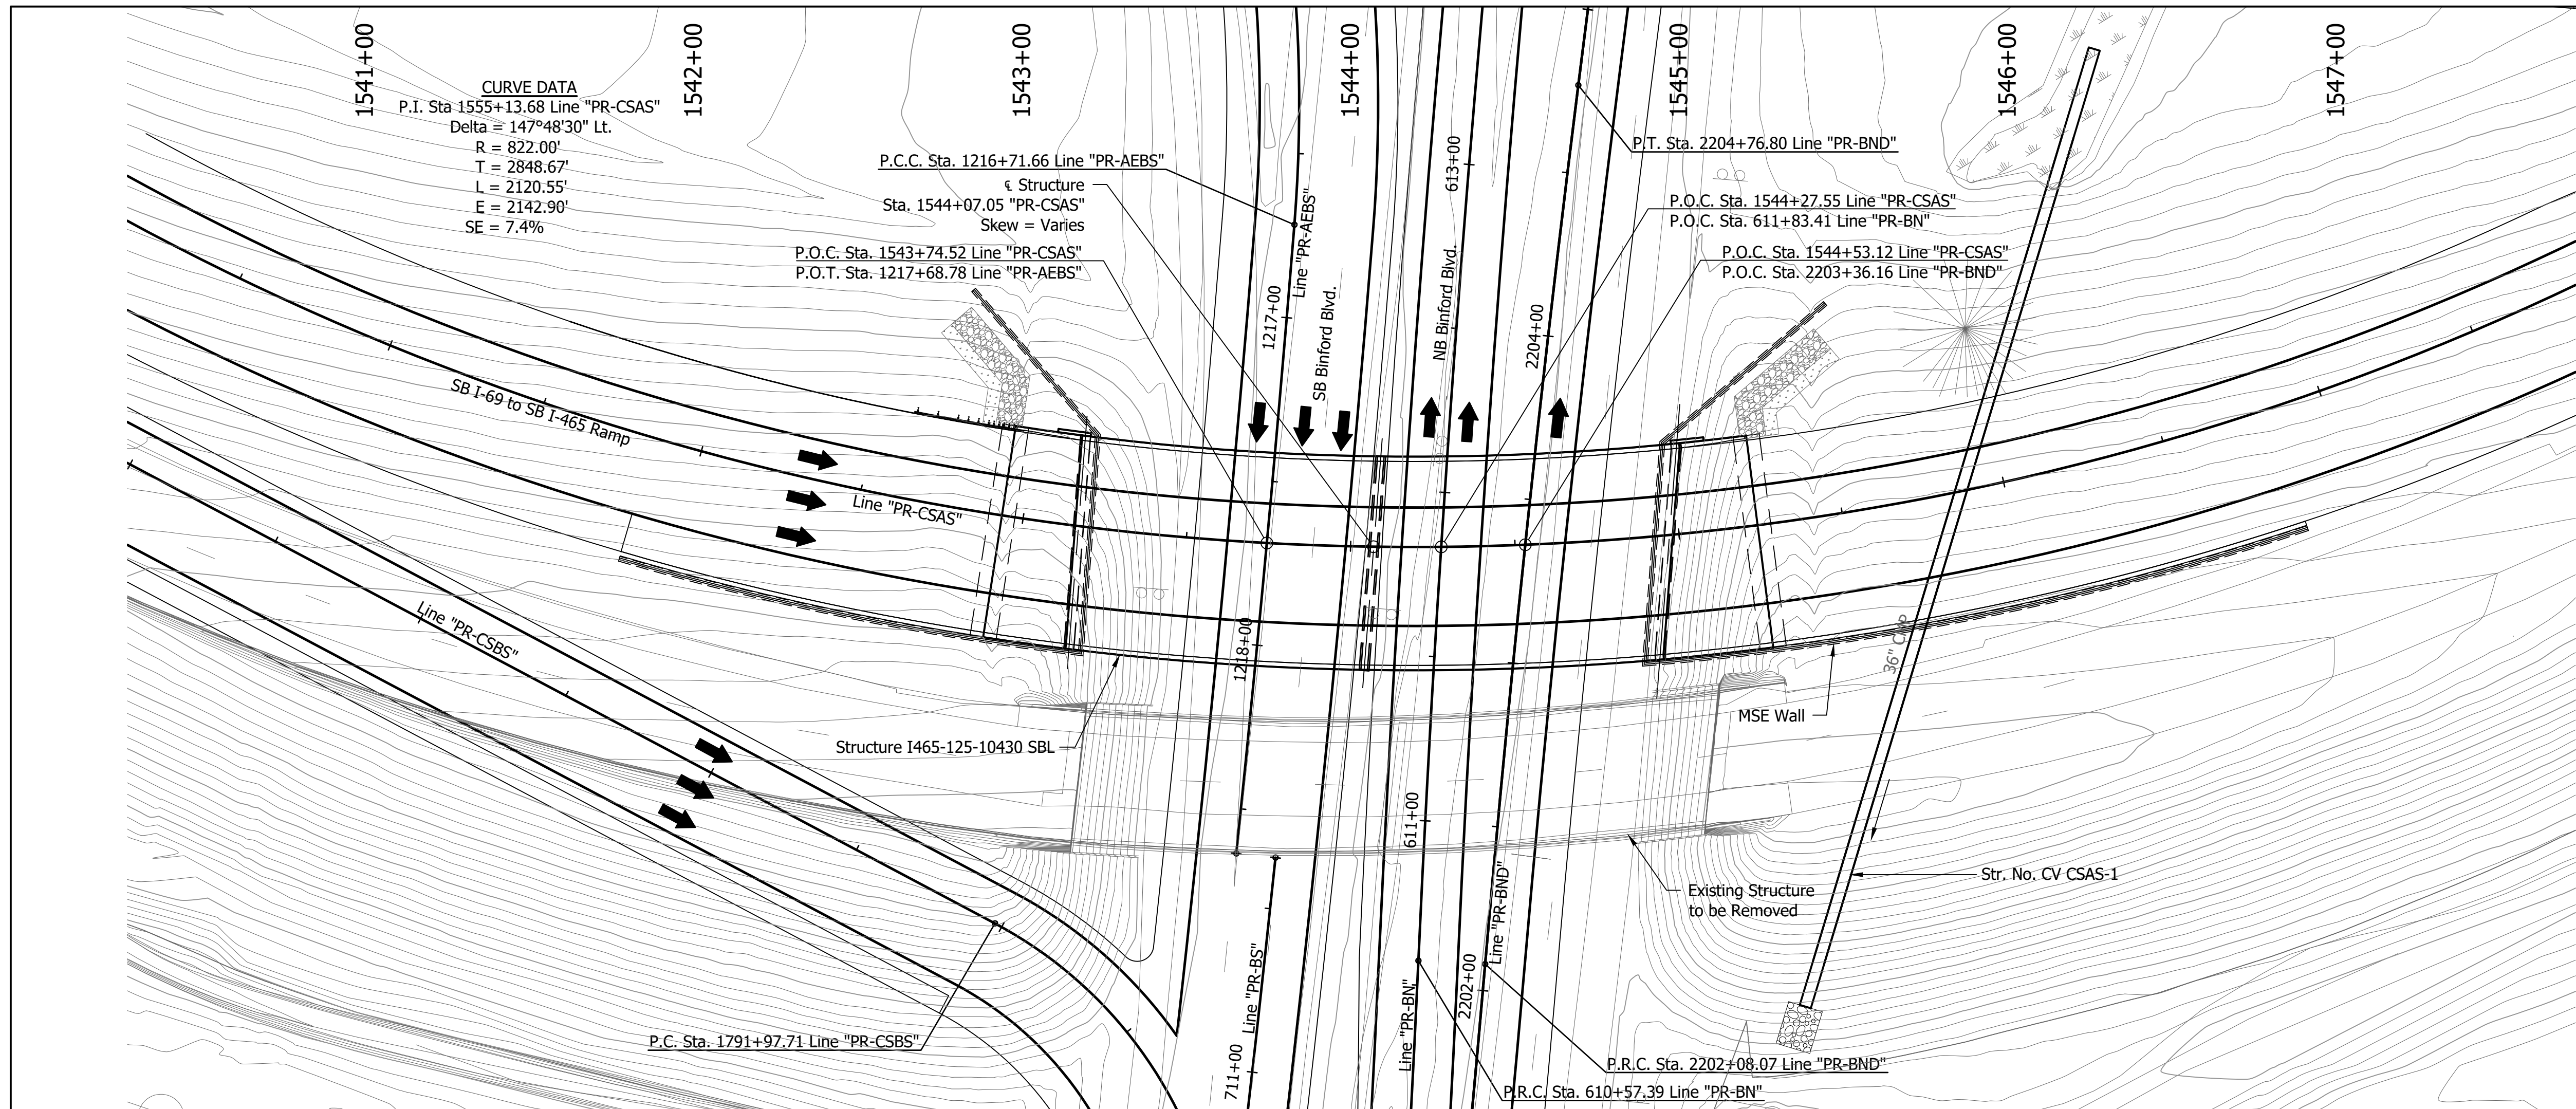 1541+00
1542+00
1543+00
1544+00
1545+00
1546+00
1547+00
CURVE DATA
P.I. Sta 1555+13.68 Line "PR-CSAS"
Delta = 147°48'30" Lt.
R = 822.00'
T = 2848.67'
L = 2120.55'
E = 2142.90'
SE = 7.4%
P.C.C. Sta. 1216+71.66 Line "PR-AEBS"
℄ Structure
Sta. 1544+07.05 "PR-CSAS"
Skew = Varies
P.O.C. Sta. 1543+74.52 Line "PR-CSAS"
P.O.T. Sta. 1217+68.78 Line "PR-AEBS"
P.T. Sta. 2204+76.80 Line "PR-BND"
P.O.C. Sta. 1544+27.55 Line "PR-CSAS"
P.O.C. Sta. 611+83.41 Line "PR-BN"
P.O.C. Sta. 1544+53.12 Line "PR-CSAS"
P.O.C. Sta. 2203+36.16 Line "PR-BND"
613+00
Line "PR-AEBS"
1217+00
SB Binford Blvd.
NB Binford Blvd.
2204+00
SB I-69 to SB I-465 Ramp
Line "PR-CSAS"
Line "PR-CSBS"
1218+00
36" CMP
MSE Wall
Structure I465-125-10430 SBL
611+00
Existing Structure
to be Removed
Str. No. CV CSAS-1
Line "PR-BND"
Line "PR-BS"
Line "PR-BN"
2202+00
711+00
P.C. Sta. 1791+97.71 Line "PR-CSBS"
P.R.C. Sta. 2202+08.07 Line "PR-BND"
P.R.C. Sta. 610+57.39 Line "PR-BN"